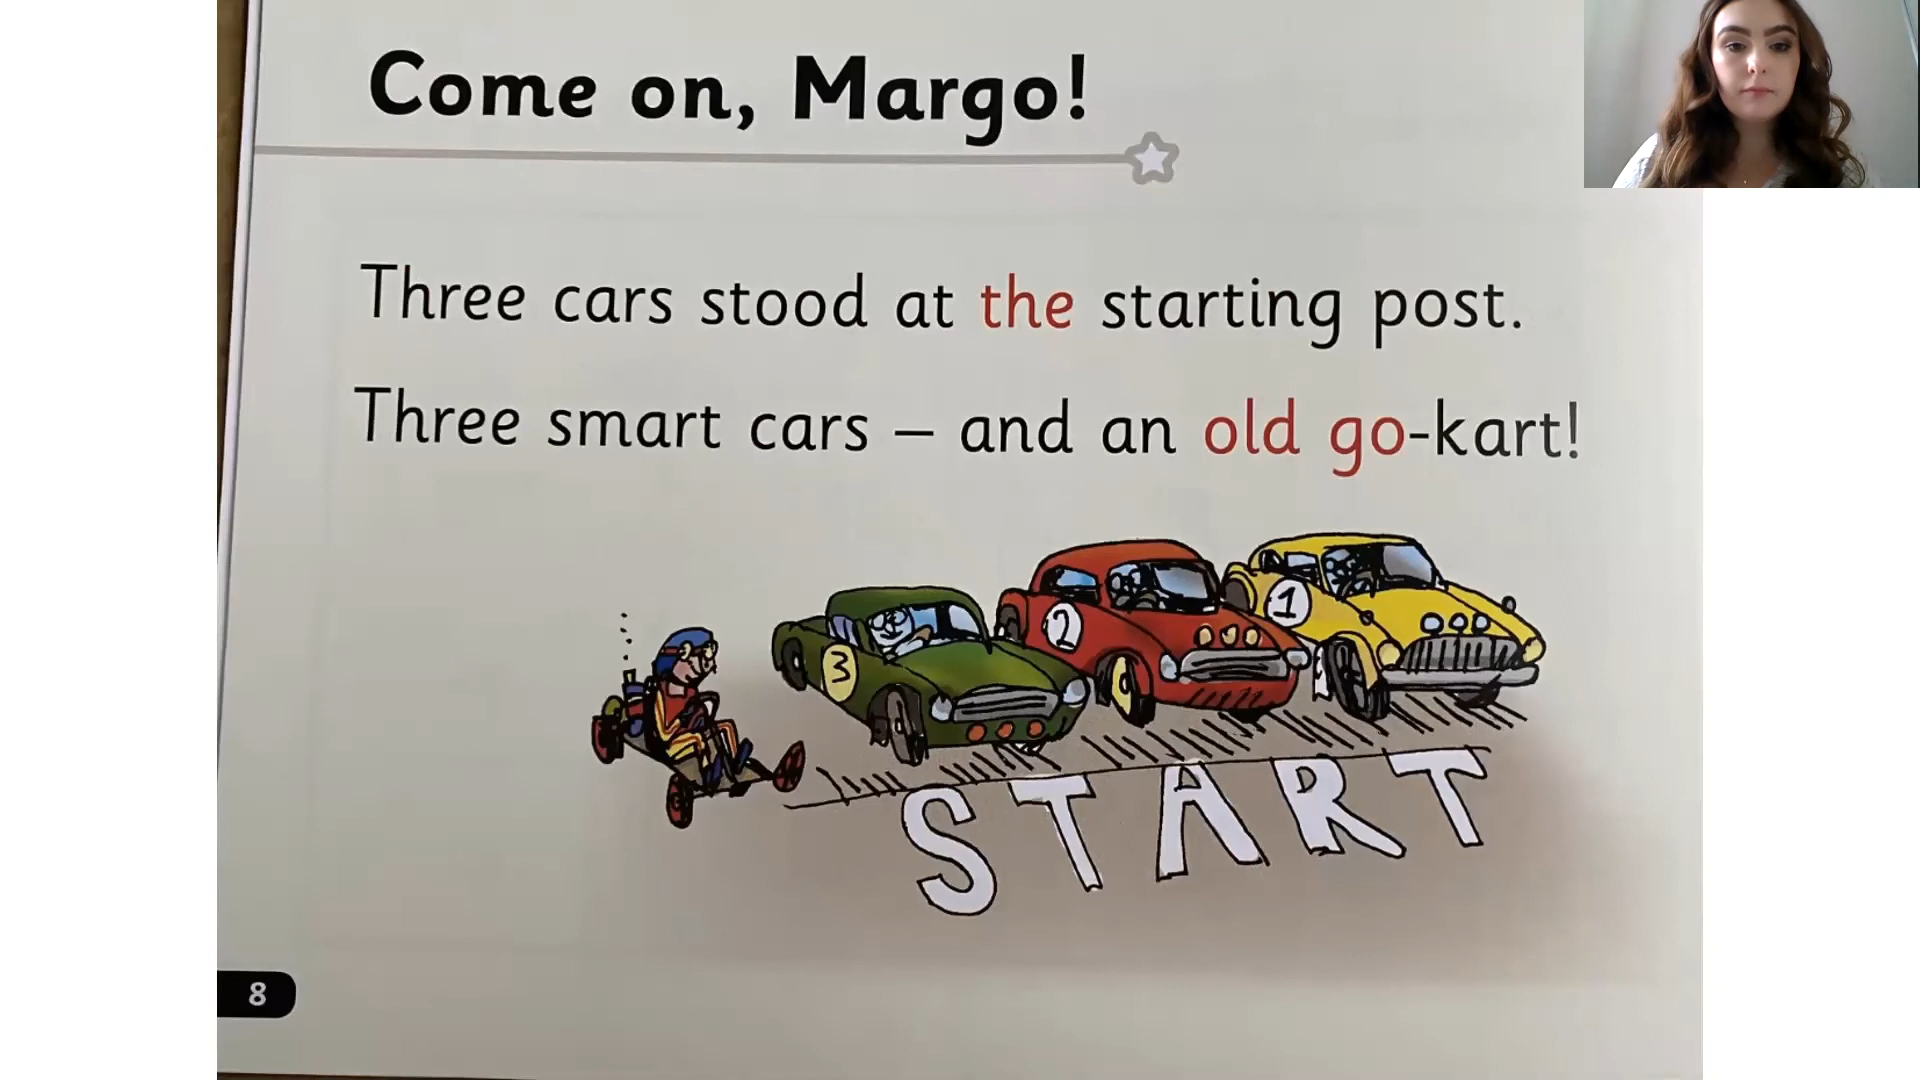 Come on, Margo!
Three cars stood at the starting post.
Three smart cars – and an old go-kart!
3
2
1
START
8